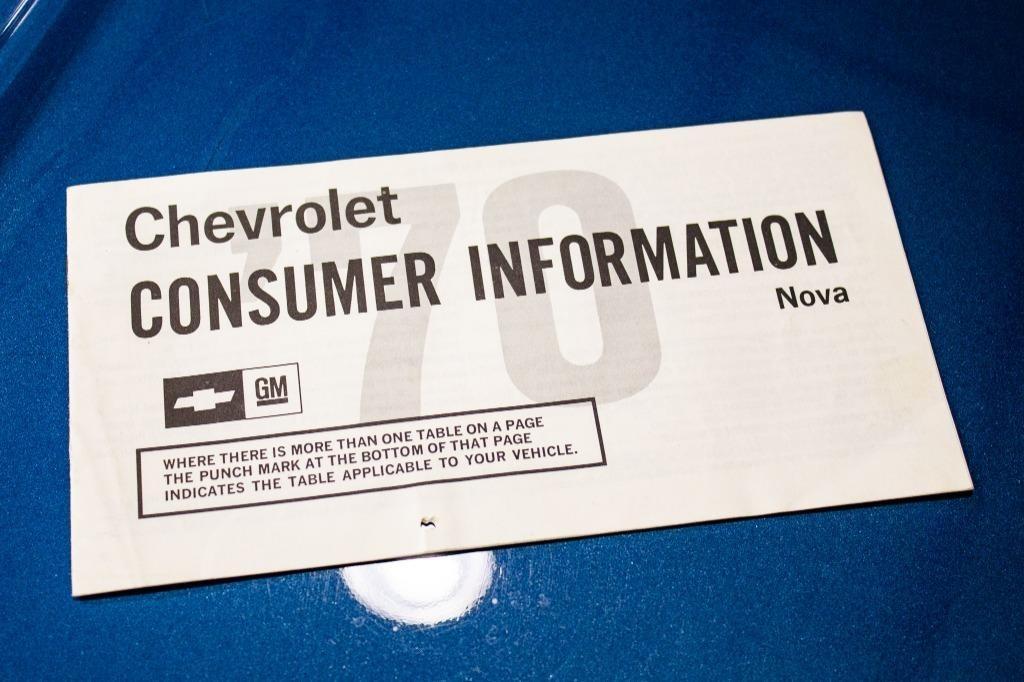 Chevrolet
'70
CONSUMER INFORMATION
Nova
GM
WHERE THERE IS MORE THAN ONE TABLE ON A PAGE
THE PUNCH MARK AT THE BOTTOM OF THAT PAGE
INDICATES THE TABLE APPLICABLE TO YOUR VEHICLE.